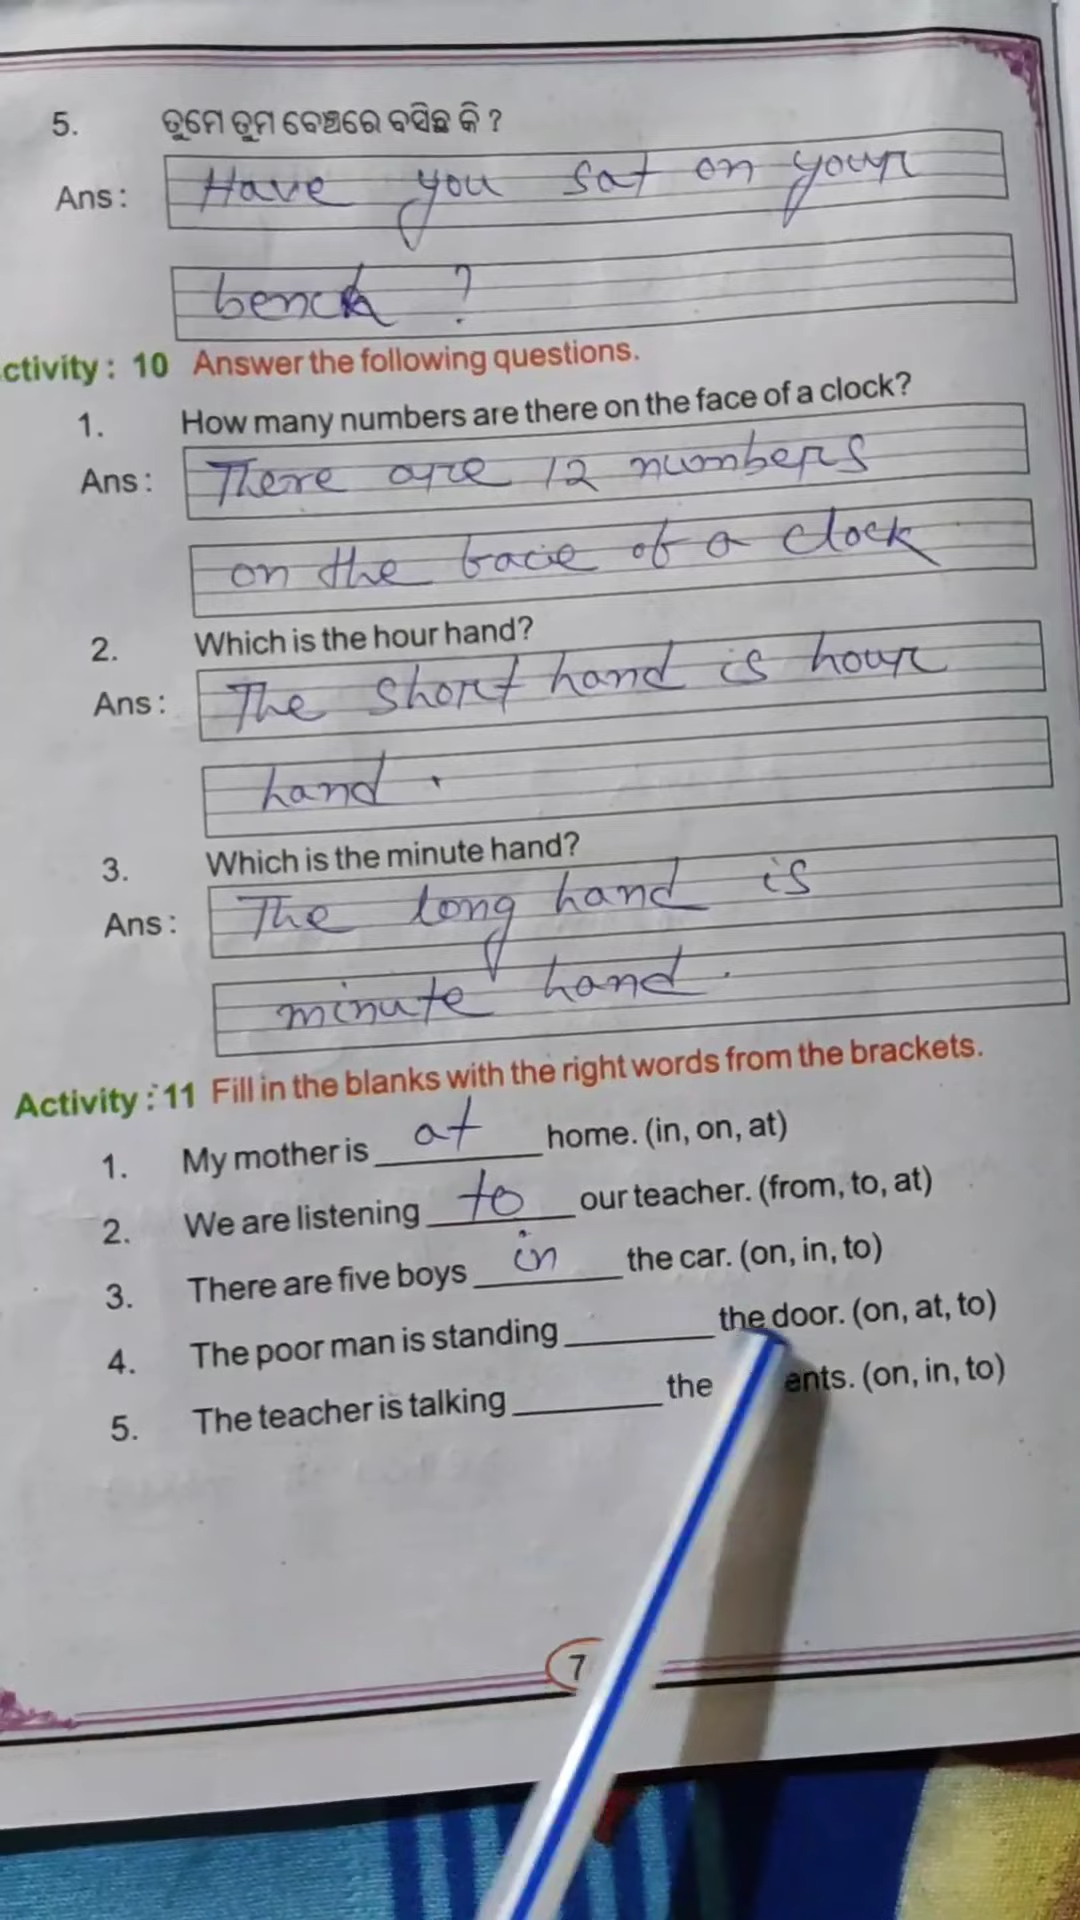 5. ତୁମେ ତୁମ ବେଞ୍ଚରେ ବସିଛ କି ?
Ans : Have you sat on your
bench ?
ctivity : 10 Answer the following questions.
1. How many numbers are there on the face of a clock?
Ans : There are 12 numbers
on the face of a clock
2. Which is the hour hand?
Ans : The short hand is hour
hand .
3. Which is the minute hand?
Ans : The long hand is
minute hand .
Activity : 11 Fill in the blanks with the right words from the brackets.
1. My mother is at home. (in, on, at)
2. We are listening to our teacher. (from, to, at)
3. There are five boys in the car. (on, in, to)
4. The poor man is standing ______ the door. (on, at, to)
5. The teacher is talking ______ the ents. (on, in, to)
7